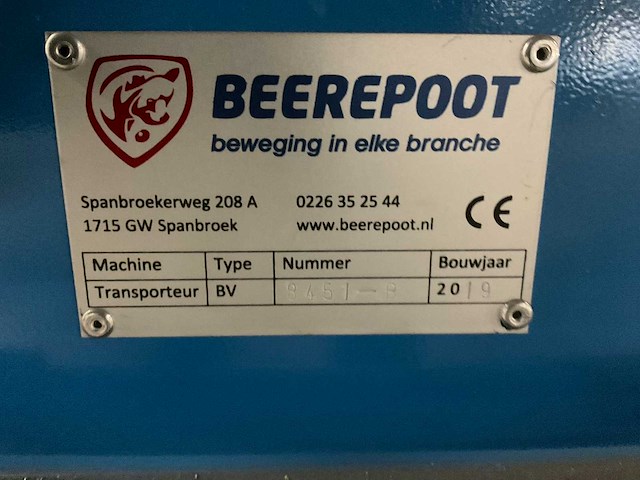 BEEREPOOT
beweging in elke branche
Spanbroekerweg 208 A 0226 35 25 44
1715 GW Spanbroek www.beerepoot.nl
CE
Machine Type Nummer Bouwjaar
Transporteur BV 2019